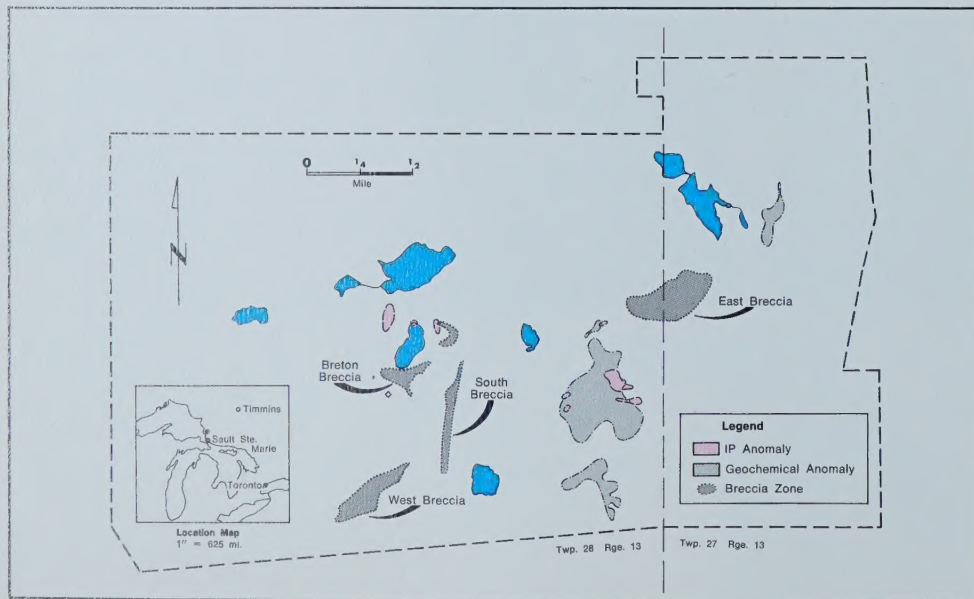 0 1/4 1/2
Mile
N
East Breccia
Breton
Breccia
South
Breccia
West Breccia
Timmins
Sault Ste.
Marie
Toronto
Location Map
1" = 625 mi.
Legend
IP Anomaly
Geochemical Anomaly
Breccia Zone
Twp. 28 Rge. 13
Twp. 27 Rge. 13